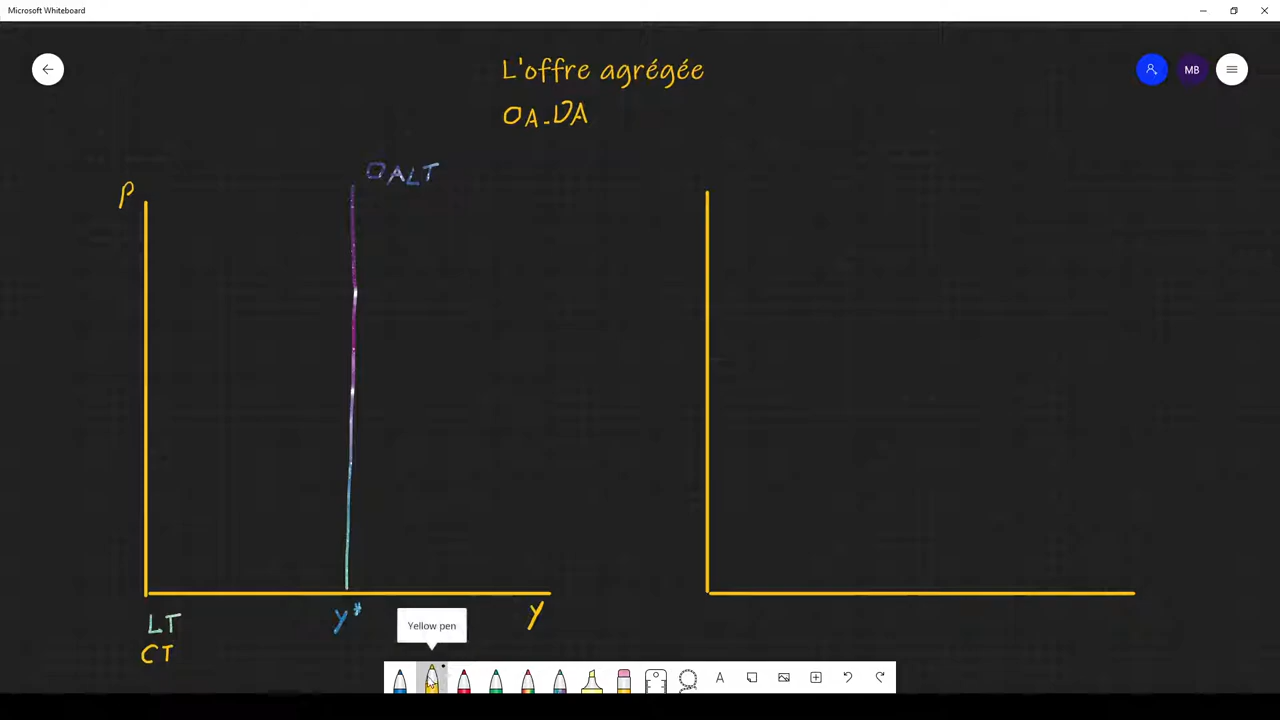 Microsoft Whiteboard
L'offre agrégée
OA-DA
MB
OALT
P
LT
CT
y*
y
Yellow pen
A